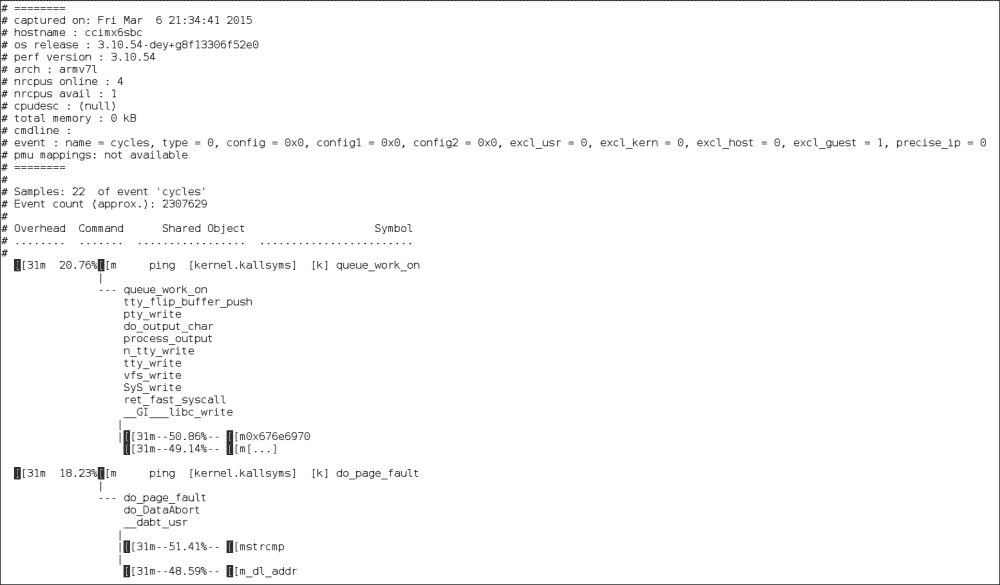 # ========
# captured on: Fri Mar  6 21:34:41 2015
# hostname : ccimx6sbc
# os release : 3.10.54-dey+g8f13306f52e0
# perf version : 3.10.54
# arch : armv7l
# nrcpus online : 4
# nrcpus avail : 1
# cpudesc : (null)
# total memory : 0 kB
# cmdline :
# event : name = cycles, type = 0, config = 0x0, config1 = 0x0, config2 = 0x0, excl_usr = 0, excl_kern = 0, excl_host = 0, excl_guest = 1, precise_ip = 0
# pmu mappings: not available
# ========
#
# Samples: 22  of event 'cycles'
# Event count (approx.): 2307629
#
# Overhead  Command      Shared Object                    Symbol
# ........  .......  .................  ........................
#
  [[31m  20.76%[[m     ping  [kernel.kallsyms]  [k] queue_work_on
               |
               --- queue_work_on
                   tty_flip_buffer_push
                   pty_write
                   do_output_char
                   process_output
                   n_tty_write
                   tty_write
                   vfs_write
                   SyS_write
                   ret_fast_syscall
                   __GI___libc_write
                  |
                  |[[31m--50.86%-- [[m0x676e6970
                   [[31m--49.14%-- [[m[...]

  [[31m  18.23%[[m     ping  [kernel.kallsyms]  [k] do_page_fault
               |
               --- do_page_fault
                   do_DataAbort
                   __dabt_usr
                  |
                  |[[31m--51.41%-- [[mstrcmp
                  |
                   [[31m--48.59%-- [[m_dl_addr